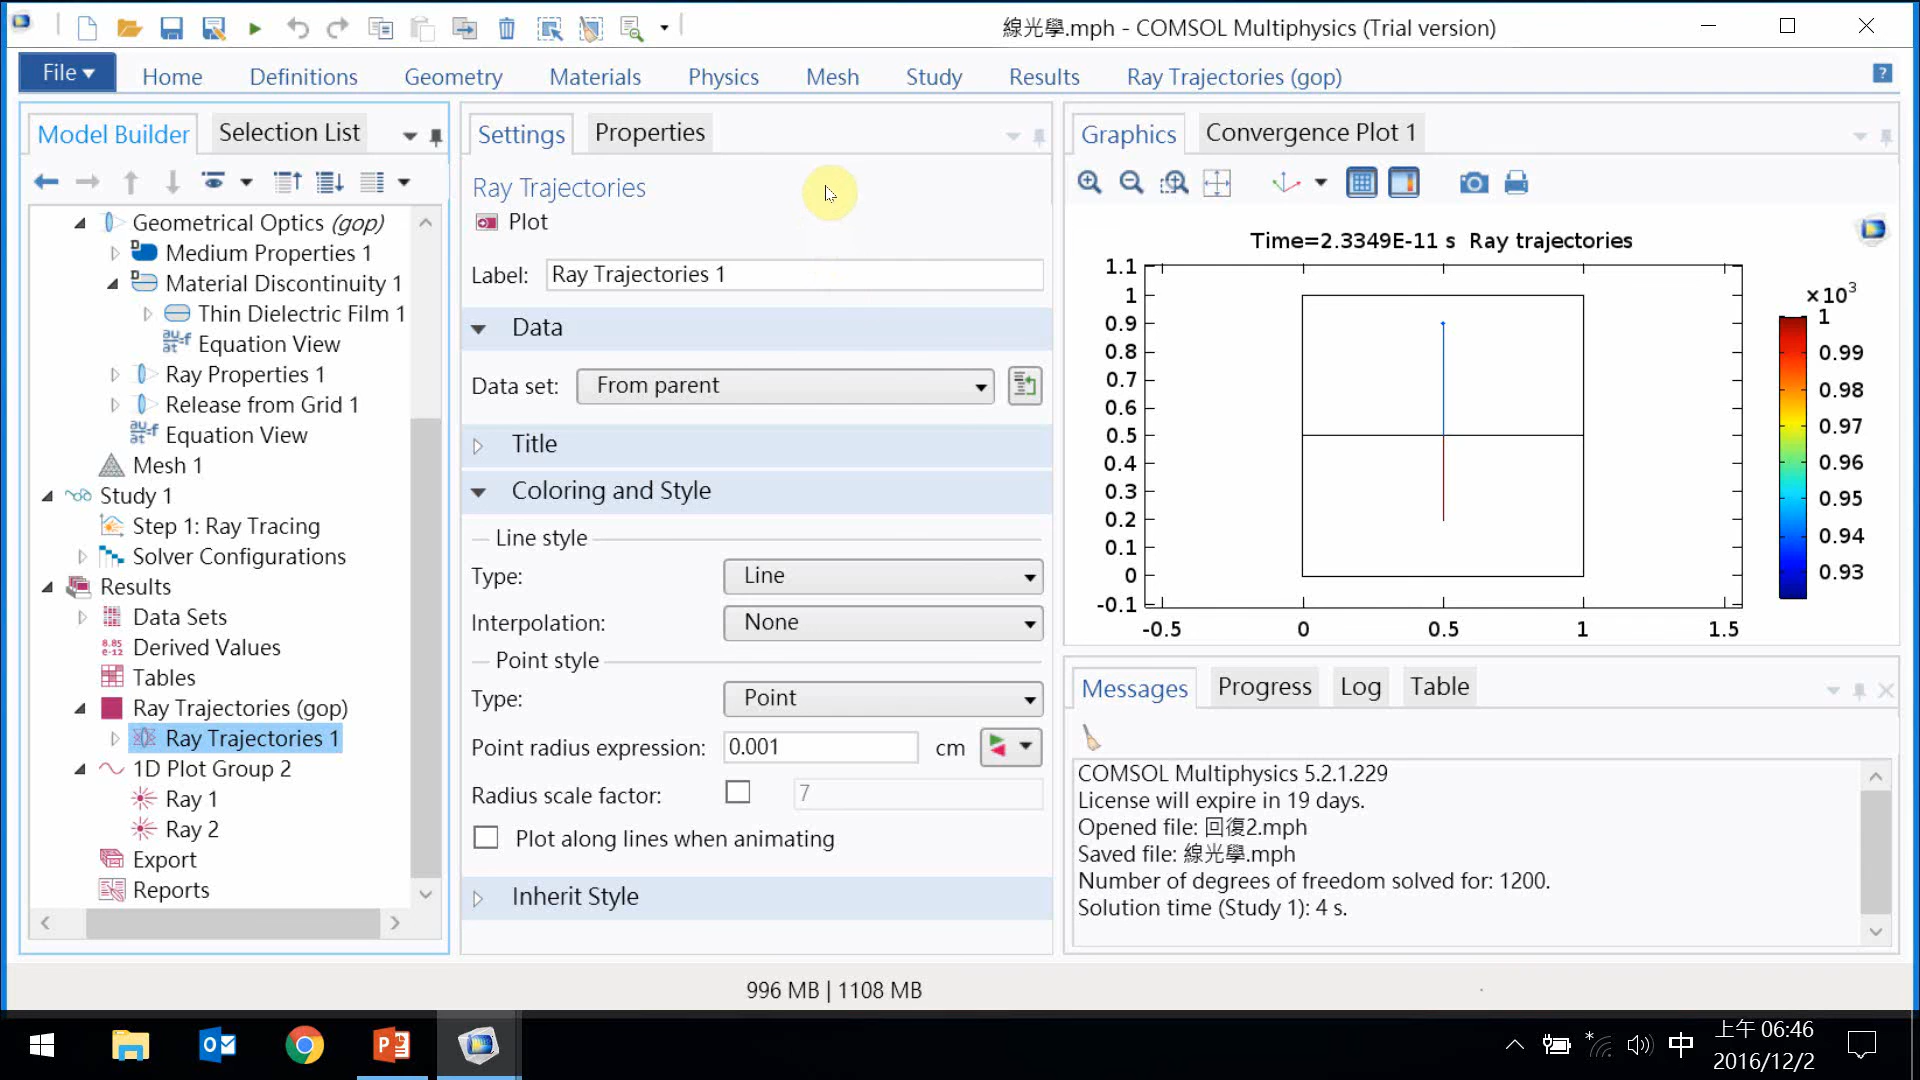 線光學.mph - COMSOL Multiphysics (Trial version)
File Home Definitions Geometry Materials Physics Mesh Study Results Ray Trajectories (gop) ?
Model Builder Selection List
Geometrical Optics (gop)
Medium Properties 1
Material Discontinuity 1
Thin Dielectric Film 1
Equation View
Ray Properties 1
Release from Grid 1
Equation View
Mesh 1
Study 1
Step 1: Ray Tracing
Solver Configurations
Results
Data Sets
8.85
e-12 Derived Values
Tables
Ray Trajectories (gop)
Ray Trajectories 1
1D Plot Group 2
Ray 1
Ray 2
Export
Reports
Settings Properties
Ray Trajectories
Plot
Label: Ray Trajectories 1
Data
Data set: From parent
Title
Coloring and Style
Line style
Type: Line
Interpolation: None
Point style
Type: Point
Point radius expression: 0.001 cm
Radius scale factor: 7
Plot along lines when animating
Inherit Style
Graphics Convergence Plot 1
Time=2.3349E-11 s Ray trajectories
1.1
1
0.9
0.8
0.7
0.6
0.5
0.4
0.3
0.2
0.1
0
-0.1
-0.5 0 0.5 1 1.5
×10³
1
0.99
0.98
0.97
0.96
0.95
0.94
0.93
Messages Progress Log Table
COMSOL Multiphysics 5.2.1.229
License will expire in 19 days.
Opened file: 回復2.mph
Saved file: 線光學.mph
Number of degrees of freedom solved for: 1200.
Solution time (Study 1): 4 s.
996 MB | 1108 MB
中
上午 06:46
2016/12/2